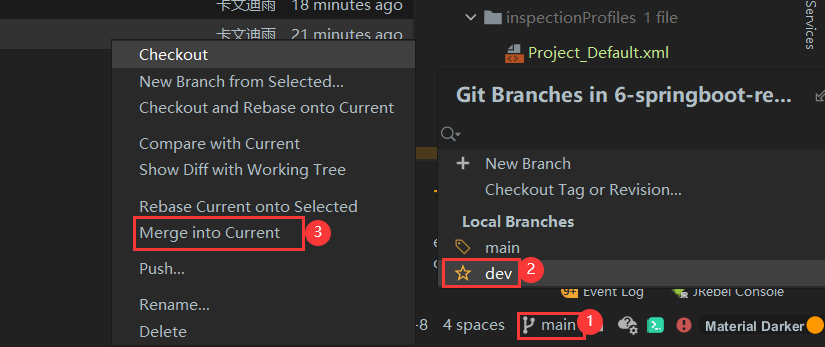 卡文迪雨 18 minutes ago
卡文迪雨 21 minutes ago
Checkout
New Branch from Selected...
Checkout and Rebase onto Current
Compare with Current
Show Diff with Working Tree
Rebase Current onto Selected
Merge into Current 3
Push...
Rename...
Delete
inspectionProfiles 1 file
Project_Default.xml
Services
Git Branches in 6-springboot-re...
New Branch
Checkout Tag or Revision...
Local Branches
main
dev 2
9+ Event Log JRebel Console
-8 4 spaces main 1 Material Darker